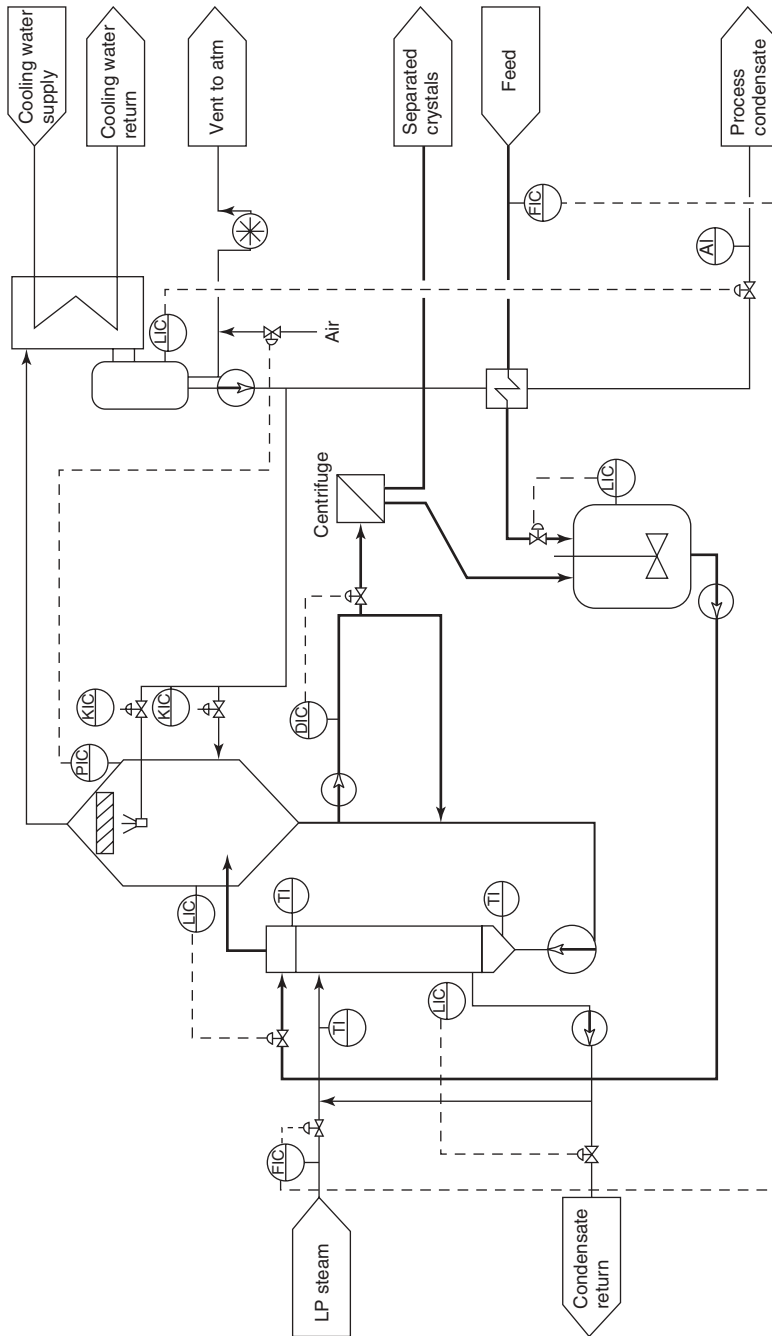 Cooling water
supply
Cooling water
return
Vent to atm
Separated
crystals
Feed
Process
condensate
FIC
AI
LIC
Air
Centrifuge
LIC
KIC
KIC
PIC
DIC
LIC
TI
TI
LIC
TI
FIC
LP steam
Condensate
return